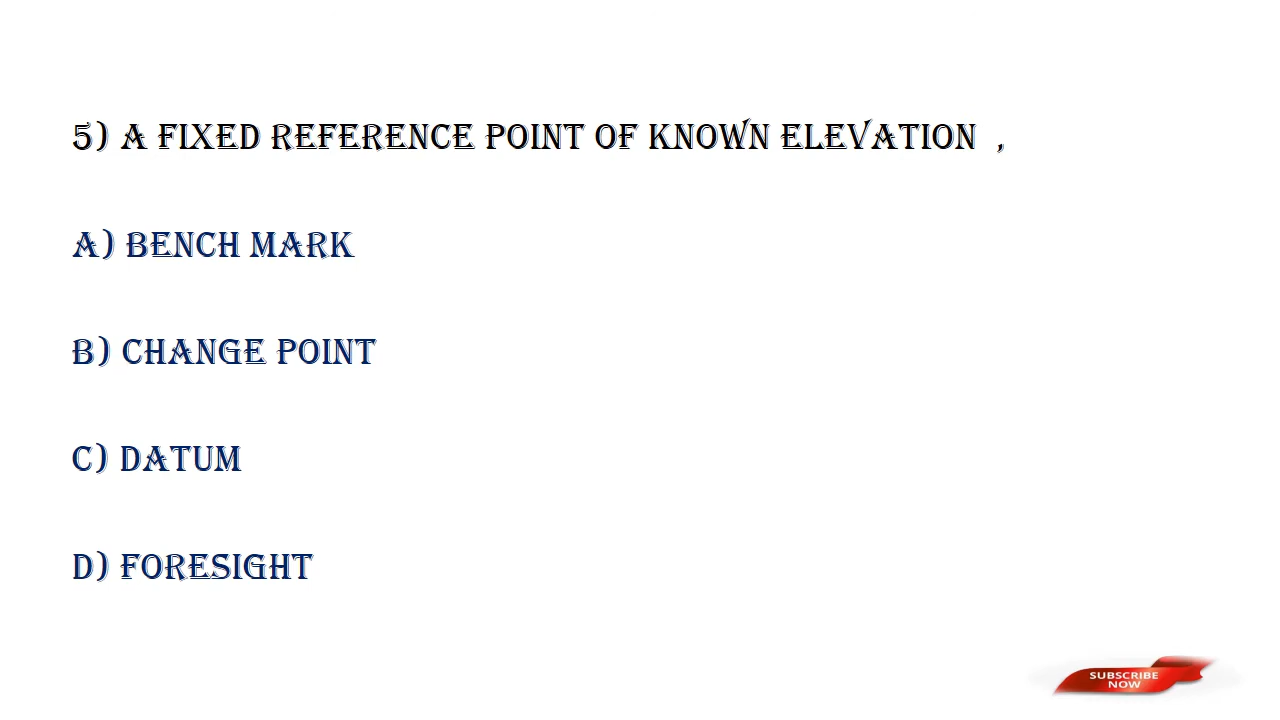 5) A FIXED REFERENCE POINT OF KNOWN ELEVATION ,
A) BENCH MARK
B) CHANGE POINT
C) DATUM
D) FORESIGHT
SUBSCRIBE
NOW